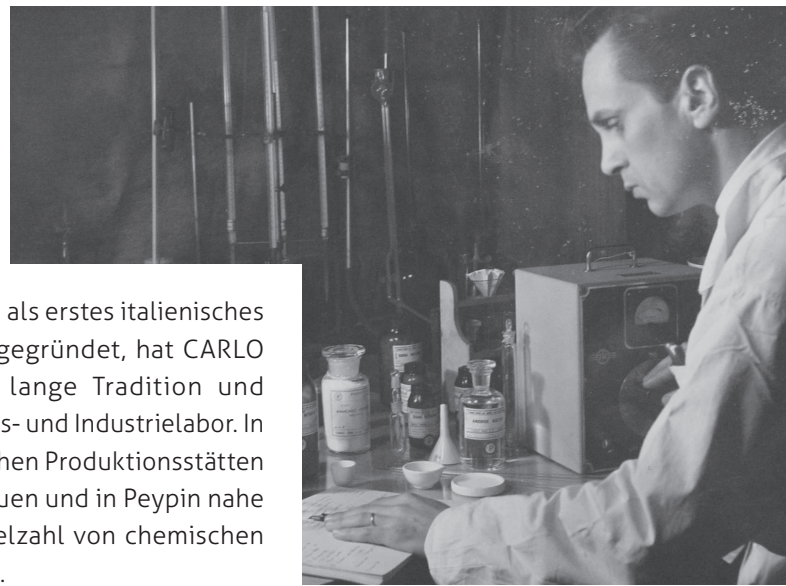 als erstes italienisches
gegründet, hat CARLO
lange Tradition und
s- und Industrielabor. In
hen Produktionsstätten
uen und in Peypin nahe
elzahl von chemischen
.